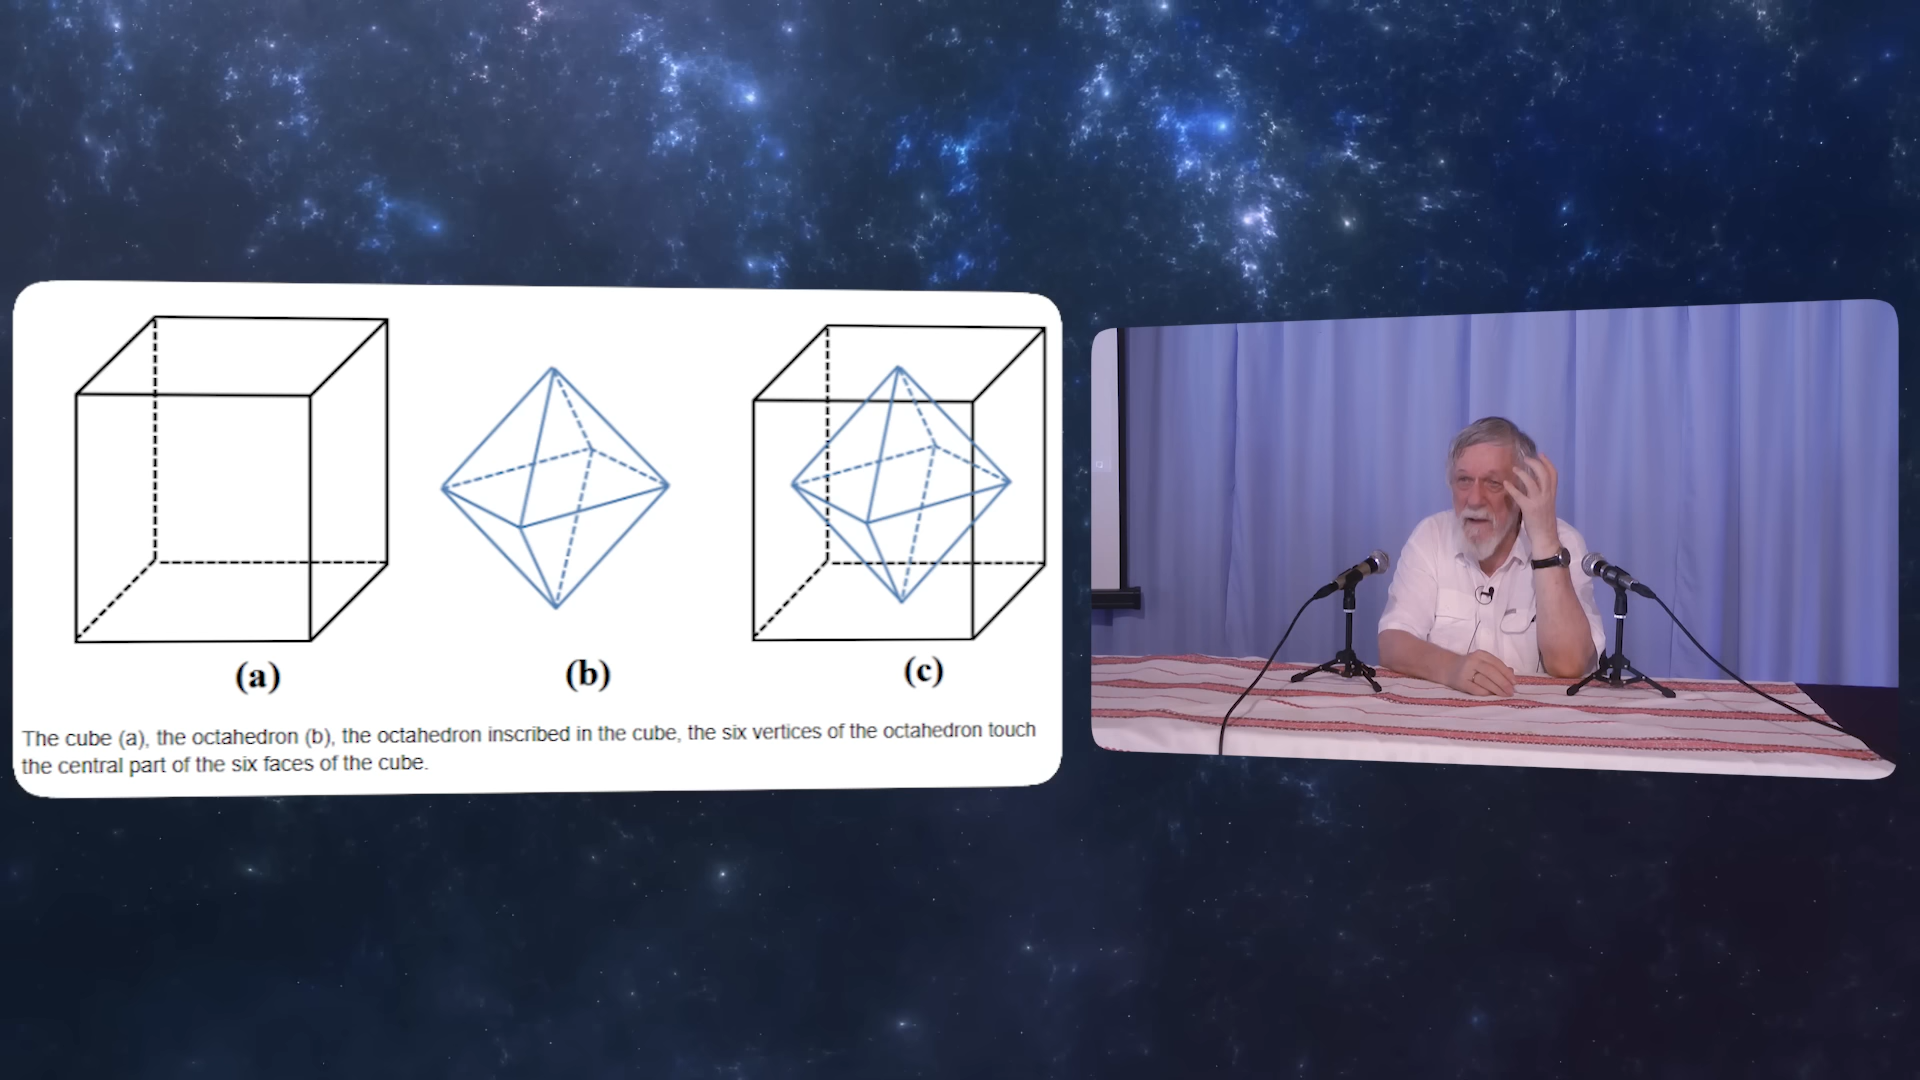 (a) (b) (c)
The cube (a), the octahedron (b), the octahedron inscribed in the cube, the six vertices of the octahedron touch
the central part of the six faces of the cube.